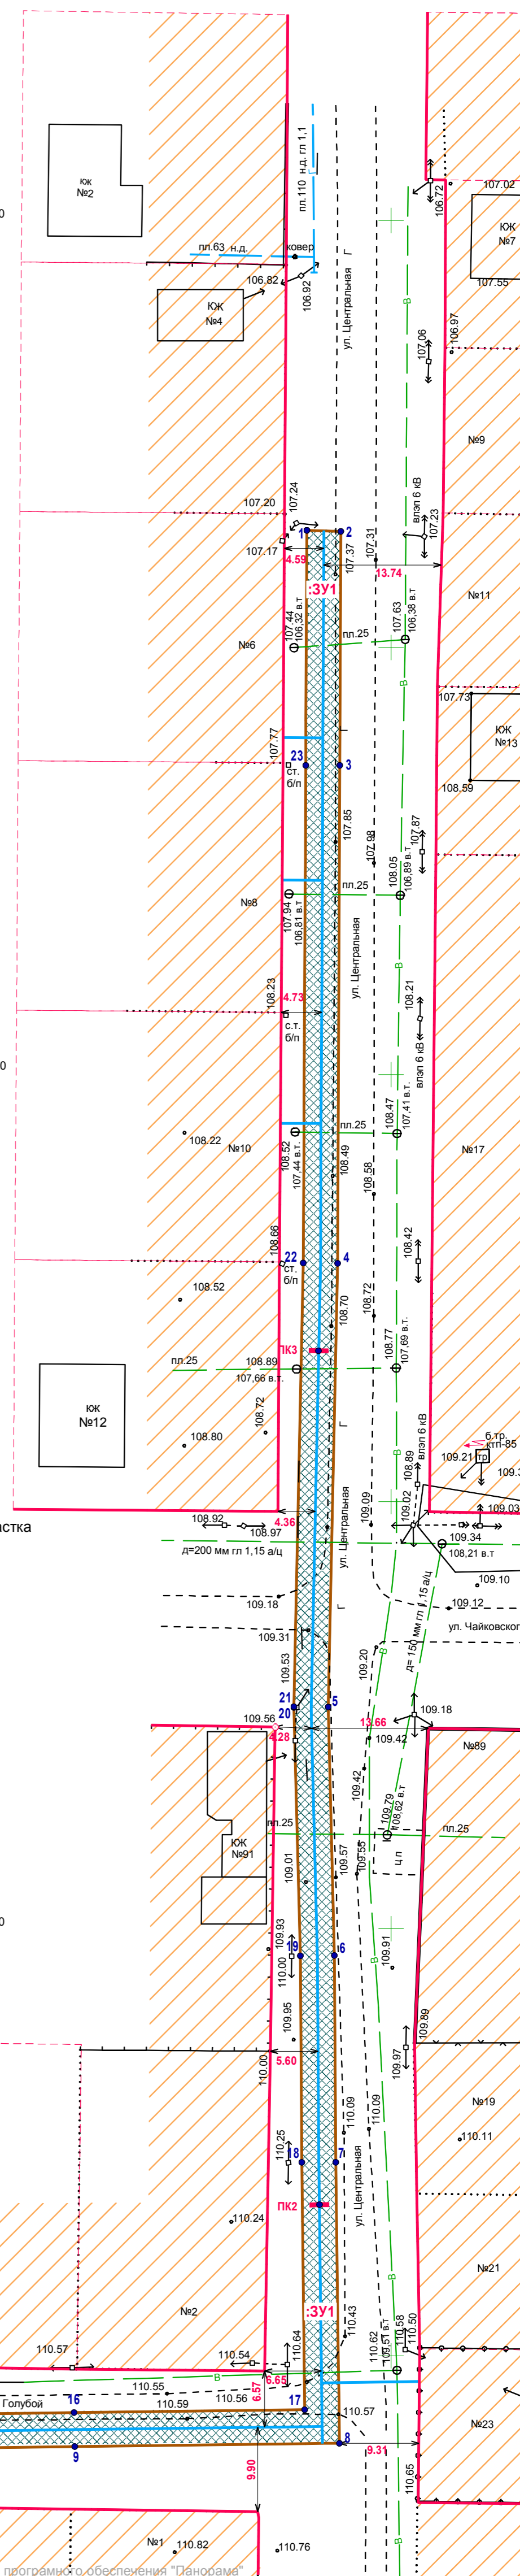 кж
№2
пл.110 н.д. гл 1,1
пл.63 н.д.
ковер
106.82
106.92
КЖ
№4
ул. Центральная
Г
106.72
107.02
КЖ
№7
107.55
В
106.97
107.06
№9
107.20
107.24
107.17
1
2
4.59
107.37
107.31
13.74
влэп 6 кВ
107.23
:ЗУ1
№11
107.44
106,32 в.т
107.63
106,38 в.т
пл.25
№6
107.73
КЖ
№13
Г
107.77
23
3
ст.
б/п
108.59
107.85
107.98
107.87
108.05
106,89 в.т
пл.25
№8
107.94
106,81 в.т
В
ул. Центральная
108.23
4.73
108.21
с.т.
б/п
влэп 6 кВ
108.47
107,41 в.т.
108.22
пл.25
№10
108.52
107,44 в.т
108.49
№17
108.58
108.66
108.42
22
4
ст.
б/п
108.52
108.70
108.72
108.77
107,69 в.т.
ПК3
пл.25
108.89
107,66 в.т.
кж
№12
108.72
108.80
Г
влэп 6 кВ
108.89
б.тр.
ктп-85
109.21
тр
109.3
109.02
109.03
109.09
4.36
108.92
108.97
астка
ул. Центральная
109.34
108,21 в.т
д=200 мм гл 1,15 а/ц
109.10
109.18
Г
109.12
ул. Чайковског
109.31
д= 150 мм гл 1,15 а/ц
109.20
В
109.53
21
20
5
109.18
109.56
4.28
13.66
109.42
№89
109.42
109.79
108,62 в.т
пл.25
пл.25
КЖ
№91
109.01
109.57
109.55
ц.п
109.93
110.00
19
6
109.91
В
109.95
109.89
109.97
110.00
5.60
110.09
110.09
№19
110.11
110.25
18
7
ул. Центральная
ПК2
110.24
№21
№2
:ЗУ1
В
110.43
110.62
109,51 в.т
110.58
110.50
110.57
110.54
110.64
6.65
В
6.57
110.55
110.56
Голубой
16
110.59
17
110.57
№23
9
8
9.31
9.90
110.65
№1
110.82
110.76
В
програмного обеспечения "Панорама"